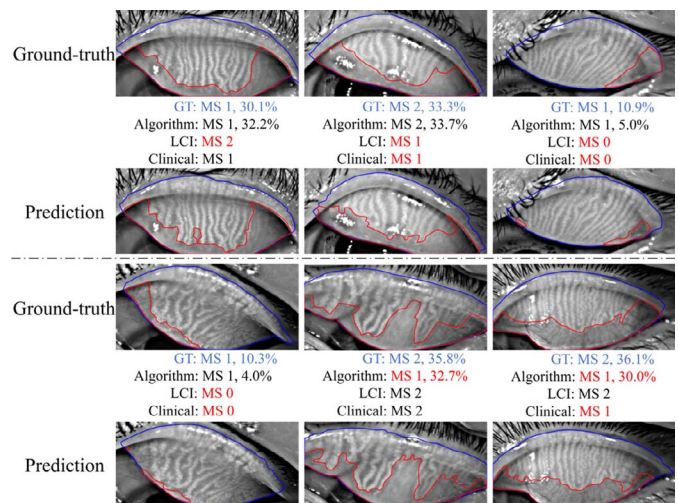 Ground-truth
GT: MS 1, 30.1%
Algorithm: MS 1, 32.2%
LCI: MS 2
Clinical: MS 1
GT: MS 2, 33.3%
Algorithm: MS 2, 33.7%
LCI: MS 1
Clinical: MS 1
GT: MS 1, 10.9%
Algorithm: MS 1, 5.0%
LCI: MS 0
Clinical: MS 0
Prediction
Ground-truth
GT: MS 1, 10.3%
Algorithm: MS 1, 4.0%
LCI: MS 0
Clinical: MS 0
GT: MS 2, 35.8%
Algorithm: MS 1, 32.7%
LCI: MS 2
Clinical: MS 2
GT: MS 2, 36.1%
Algorithm: MS 1, 30.0%
LCI: MS 2
Clinical: MS 1
Prediction